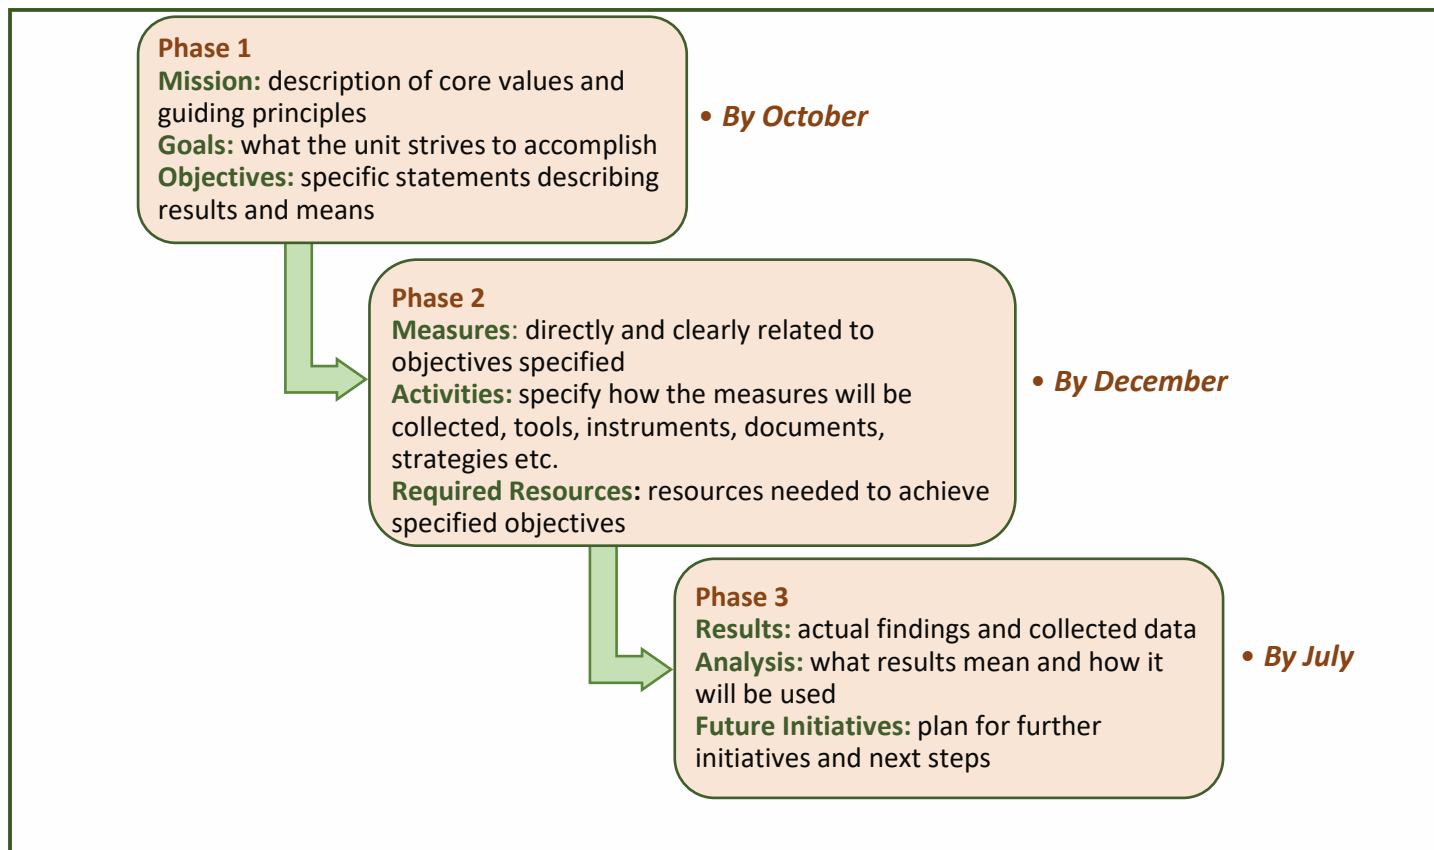 Phase 1
Mission: description of core values and
guiding principles
Goals: what the unit strives to accomplish
Objectives: specific statements describing
results and means
• By October
Phase 2
Measures: directly and clearly related to
objectives specified
Activities: specify how the measures will be
collected, tools, instruments, documents,
strategies etc.
Required Resources: resources needed to achieve
specified objectives
• By December
Phase 3
Results: actual findings and collected data
Analysis: what results mean and how it
will be used
Future Initiatives: plan for further
initiatives and next steps
• By July